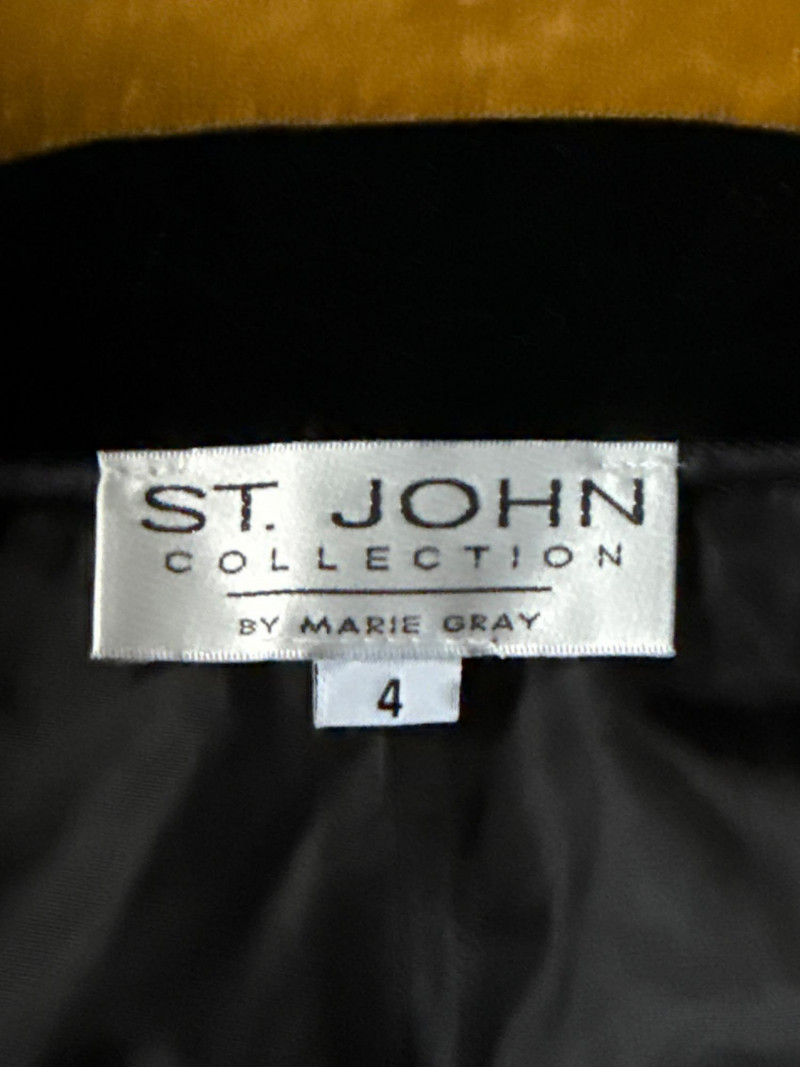 ST. JOHN
COLLECTION
BY MARIE GRAY
4